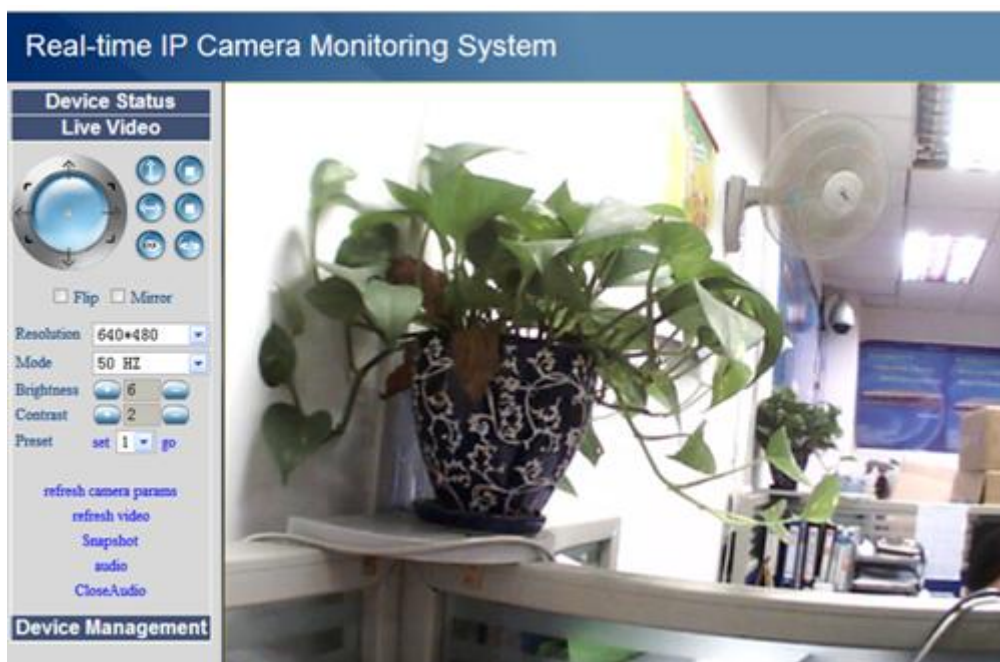 Real-time IP Camera Monitoring System
Device Status
Live Video
Flip Mirror
Resolution 640*480
Mode 50 HZ
Brightness 6
Contrast 2
Preset set 1 go
refresh camera params
refresh video
Snapshot
audio
CloseAudio
Device Management